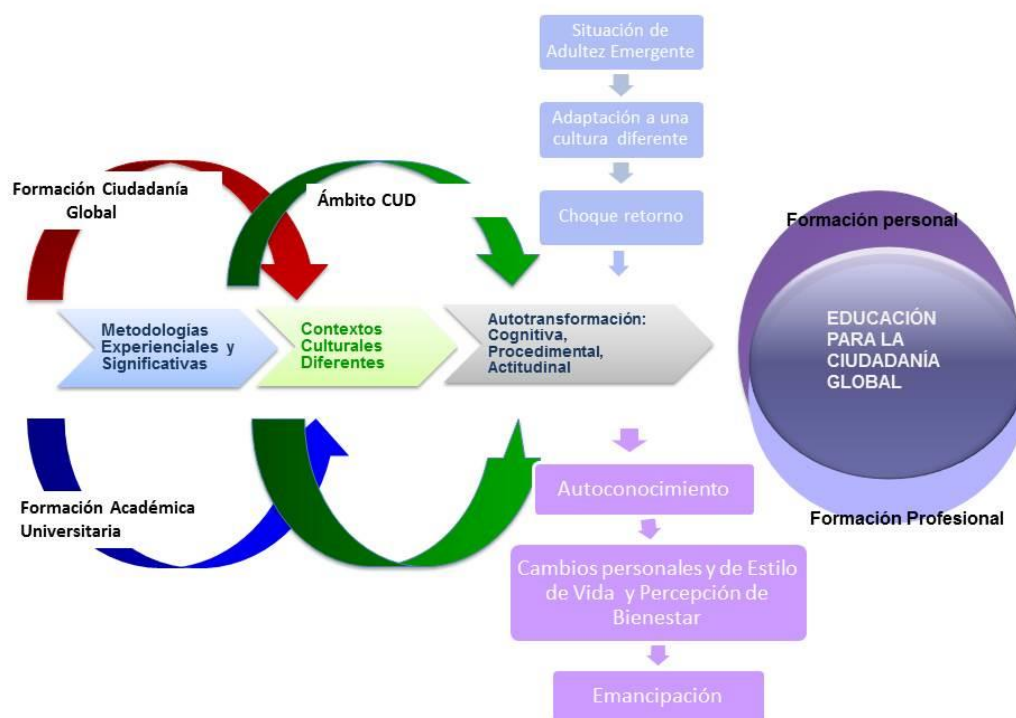 Situación de
Adultez Emergente
Adaptación a una
cultura diferente
Choque retorno
Formación Ciudadanía
Global
Ámbito CUD
Metodologías
Experienciales y
Significativas
Contextos
Culturales
Diferentes
Autotransformación:
Cognitiva,
Procedimental,
Actitudinal
Formación personal
EDUCACIÓN
PARA LA
CIUDADANÍA
GLOBAL
Formación Profesional
Formación Académica
Universitaria
Autoconocimiento
Cambios personales y de Estilo
de Vida y Percepción de
Bienestar
Emancipación